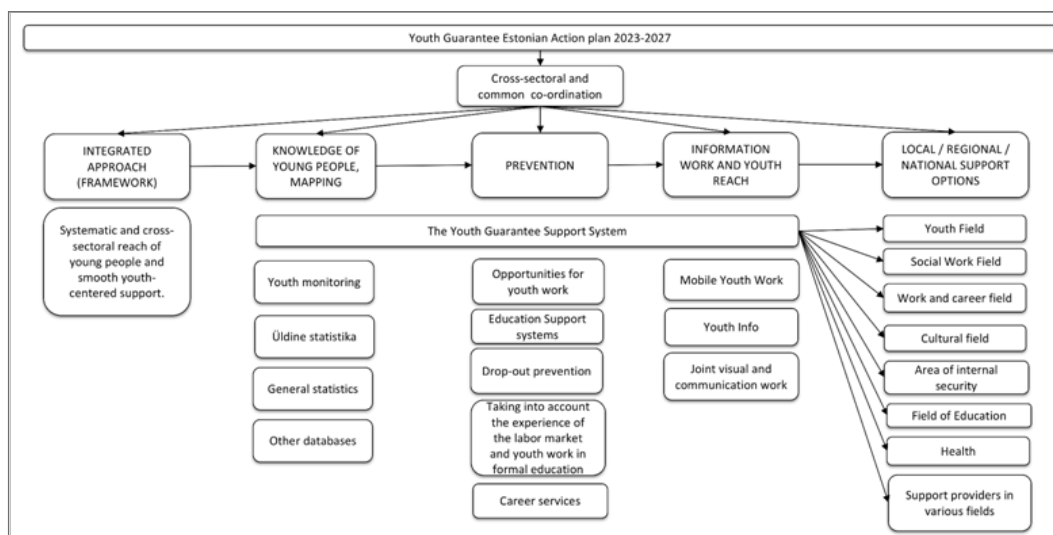 Youth Guarantee Estonian Action plan 2023-2027
Cross-sectoral and
common co-ordination
INTEGRATED
APPROACH
(FRAMEWORK)
KNOWLEDGE OF
YOUNG PEOPLE,
MAPPING
PREVENTION
INFORMATION
WORK AND YOUTH
REACH
LOCAL / REGIONAL /
NATIONAL SUPPORT
OPTIONS
Systematic and cross-
sectoral reach of
young people and
smooth youth-
centered support.
The Youth Guarantee Support System
Youth monitoring
Üldine statistika
General statistics
Other databases
Opportunities for
youth work
Education Support
systems
Drop-out prevention
Taking into account
the experience of
the labor market
and youth work in
formal education
Career services
Mobile Youth Work
Youth Info
Joint visual and
communication work
Youth Field
Social Work Field
Work and career field
Cultural field
Area of internal
security
Field of Education
Health
Support providers in
various fields